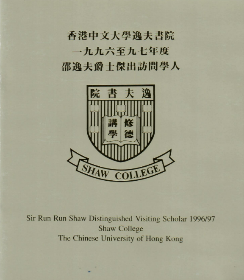 香港中文大學逸夫書院
一九九六至九七年度
邵逸夫爵士傑出訪問學人
院書夫逸
講學
修德
SHAW COLLEGE
Sir Run Run Shaw Distinguished Visiting Scholar 1996/97
Shaw College
The Chinese University of Hong Kong